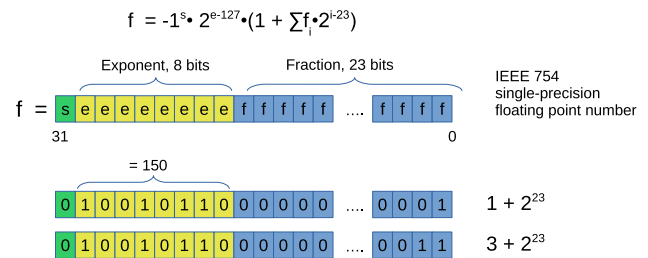 f = -1ˢ• 2ᵉ⁻¹²⁷•(1 + ∑fᵢ•2ⁱ⁻²³)
Exponent, 8 bits
Fraction, 23 bits
IEEE 754
single-precision
floating point number
f = s e e e e e e e e f f f f f .... f f f f
31 0
= 150
0 1 0 0 1 0 1 1 0 0 0 0 0 0 .... 0 0 0 1 1 + 2²³
0 1 0 0 1 0 1 1 0 0 0 0 0 0 .... 0 0 1 1 3 + 2²³